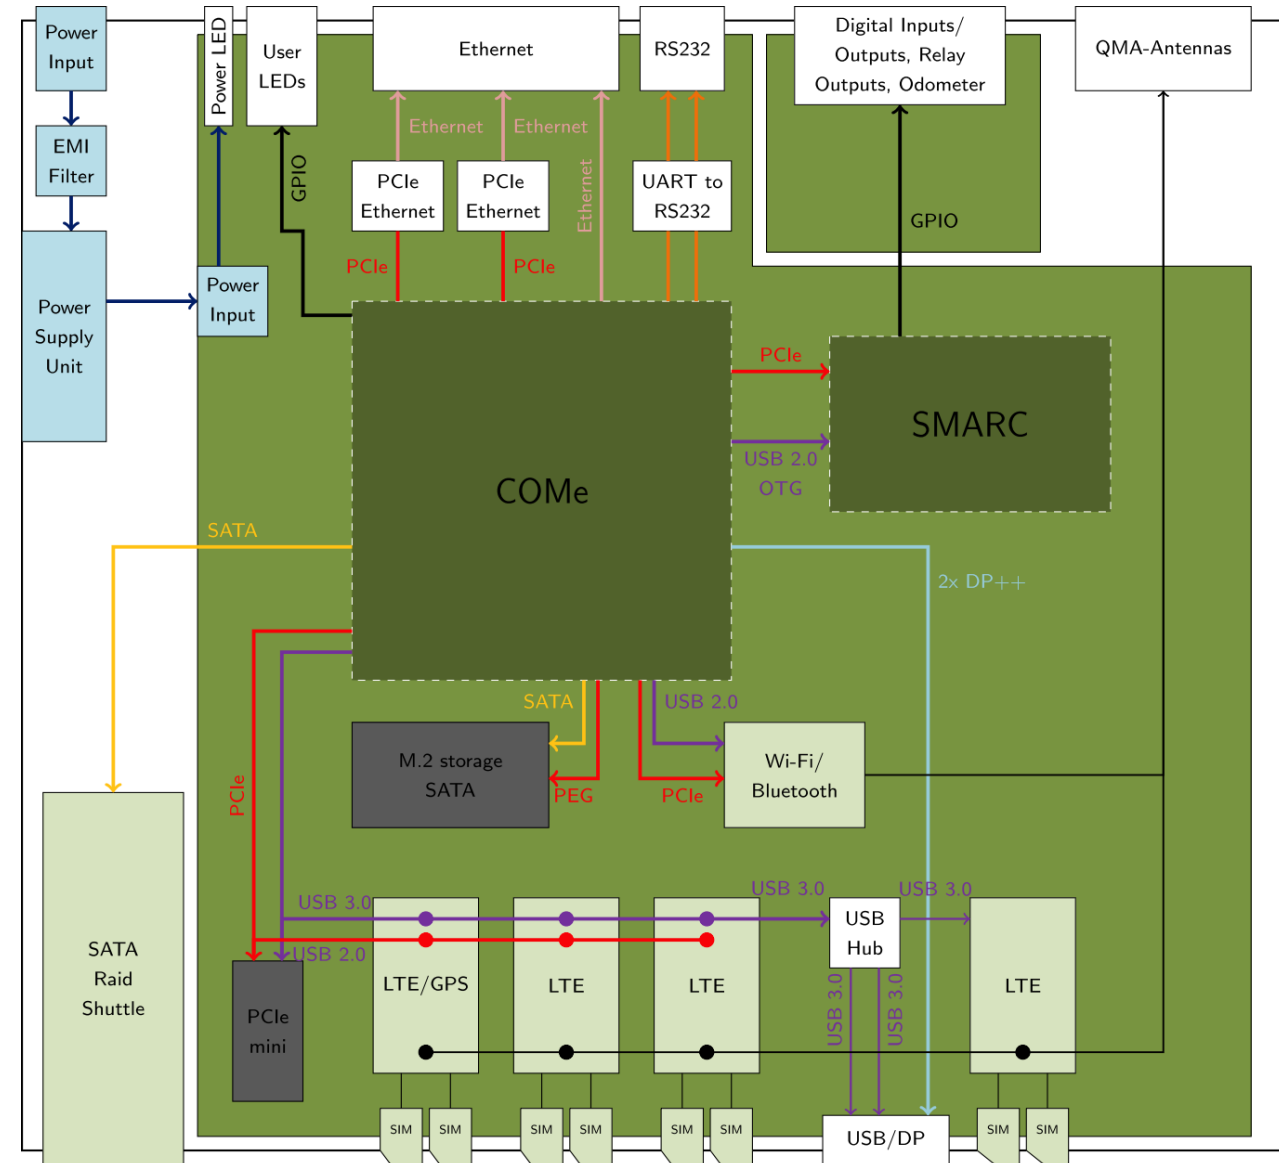 Power
Input
Power LED
User
LEDs
Ethernet
RS232
Digital Inputs/
Outputs, Relay
Outputs, Odometer
QMA-Antennas
EMI
Filter
Ethernet
Ethernet
Ethernet
GPIO
PCIe
Ethernet
PCIe
Ethernet
UART to
RS232
GPIO
PCIe
PCIe
Power
Supply
Unit
Power
Input
PCIe
SMARC
USB 2.0
OTG
COMe
SATA
2x DP++
SATA
USB 2.0
M.2 storage
SATA
PEG
PCIe
Wi-Fi/
Bluetooth
PCIe
USB 3.0
USB 3.0
USB 3.0
USB 2.0
USB
Hub
SATA
Raid
Shuttle
PCIe
mini
LTE/GPS
LTE
LTE
USB 3.0
USB 3.0
LTE
SIM
SIM
SIM
SIM
SIM
SIM
USB/DP
SIM
SIM